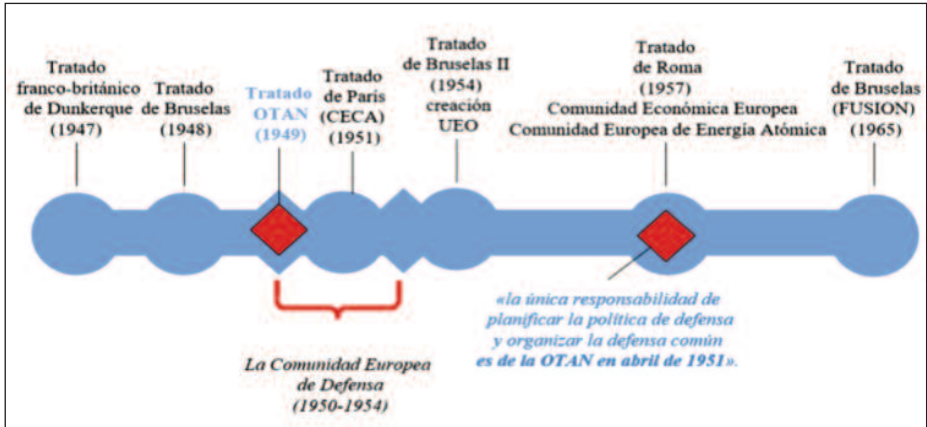 Tratado
franco-británico
de Dunkerque
(1947)
Tratado
de Bruselas
(1948)
Tratado
OTAN
(1949)
Tratado
de París
(CECA)
(1951)
Tratado
de Bruselas II
(1954)
creación
UEO
Tratado
de Roma
(1957)
Comunidad Económica Europea
Comunidad Europea de Energía Atómica
Tratado
de Bruselas
(FUSION)
(1965)
La Comunidad Europea
de Defensa
(1950-1954)
«la única responsabilidad de
planificar la política de defensa
y organizar la defensa común
es de la OTAN en abril de 1951».